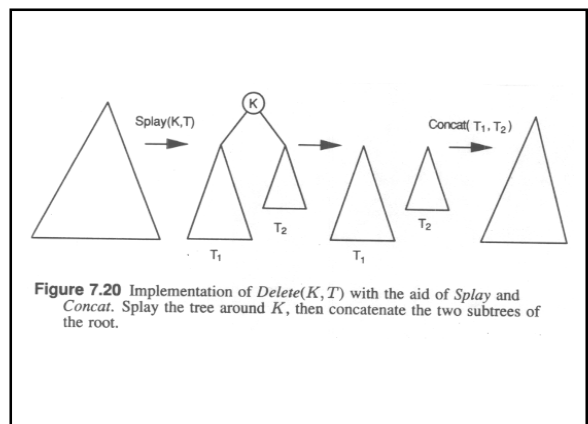 K
Splay(K,T)
Concat( T₁, T₂ )
T₂
T₂
T₁
T₁
Figure 7.20 Implementation of Delete(K,T) with the aid of Splay and
Concat. Splay the tree around K, then concatenate the two subtrees of
the root.